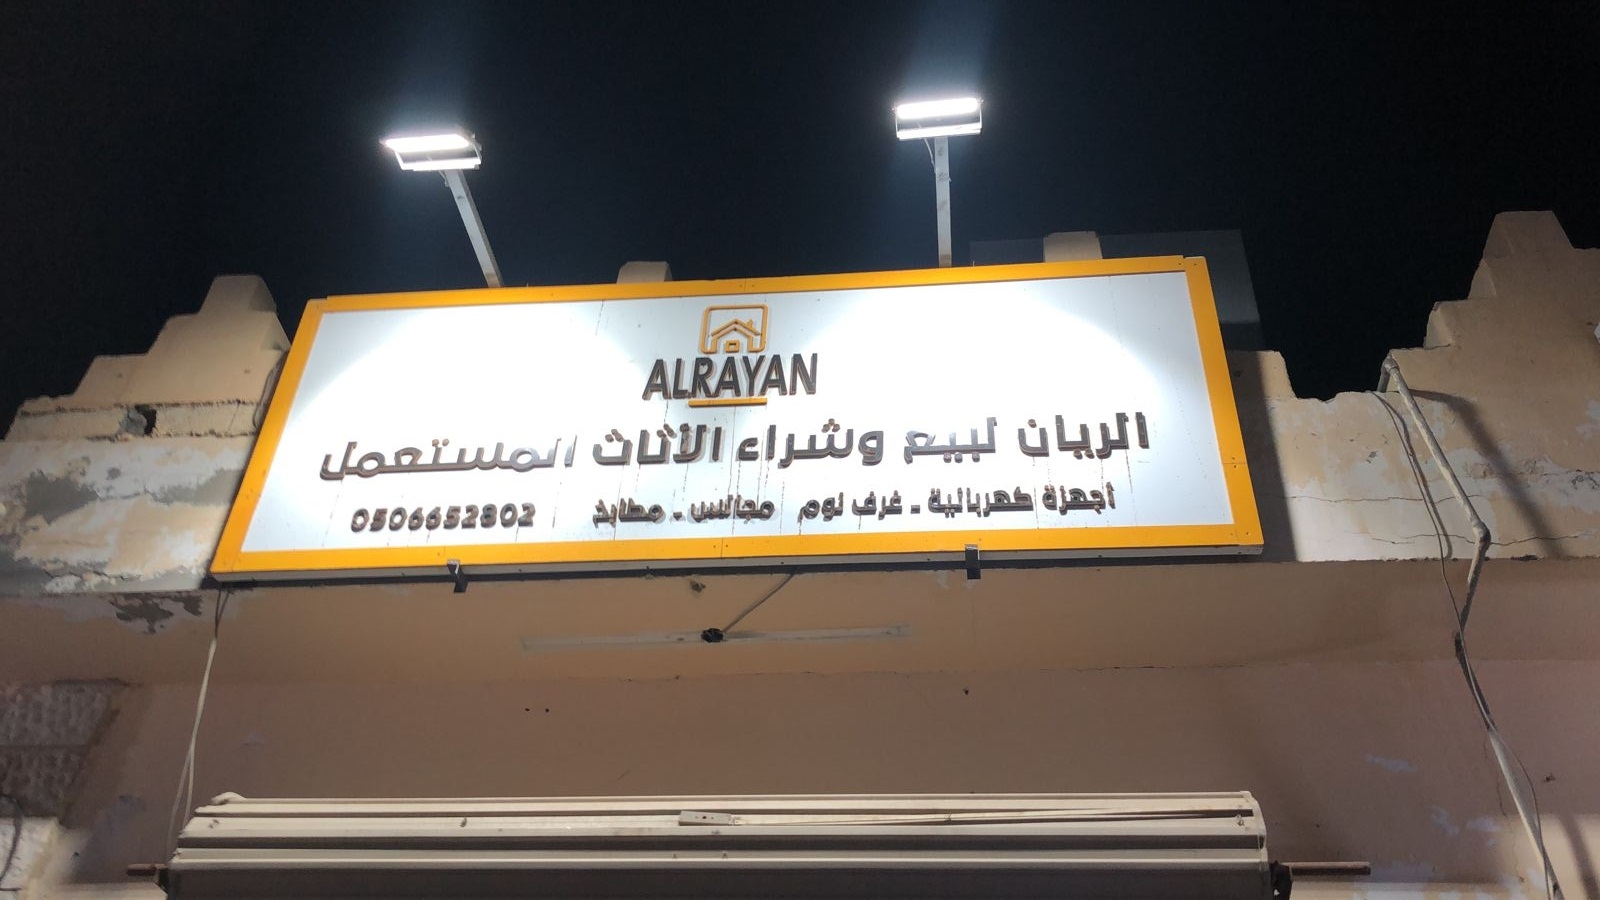 ALRAYAN
الريان لبيع وشراء الأثاث المستعمل
أجهزة كهربائية - غرف نوم مجالس - مطابخ 0506652802